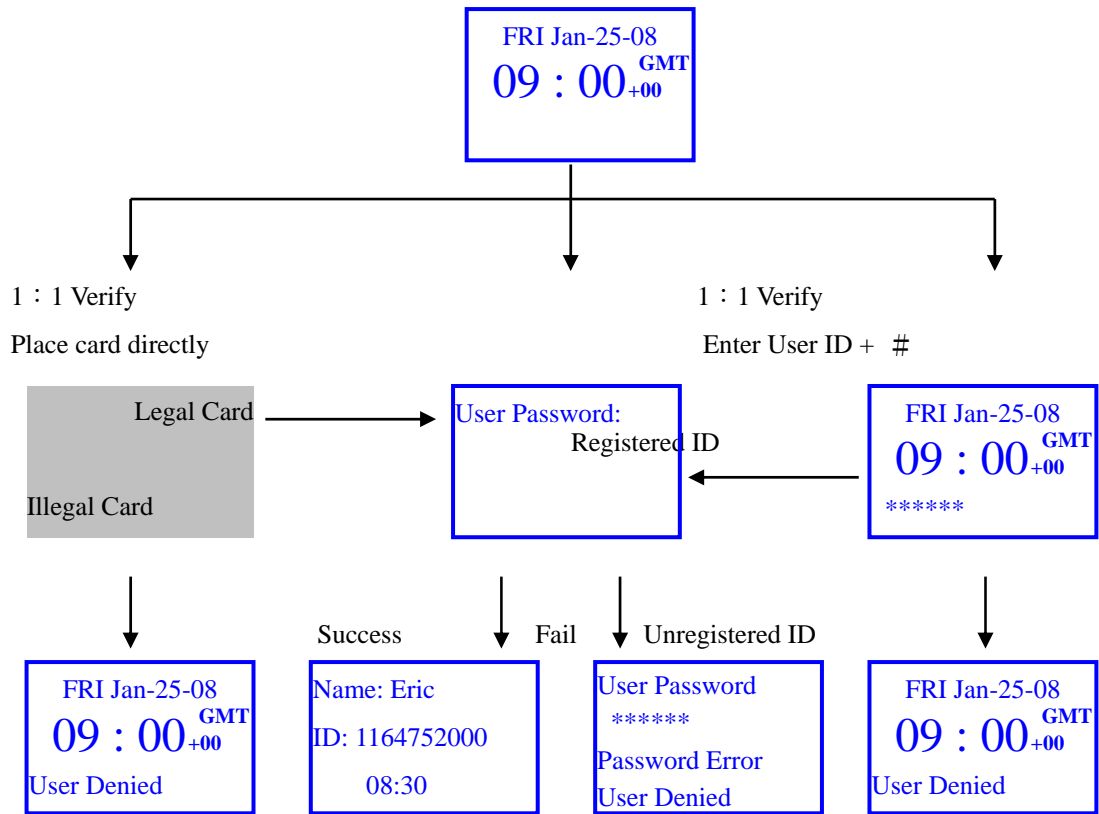 FRI Jan-25-08
09 : 00 GMT +00
1：1 Verify
1：1 Verify
Place card directly
Enter User ID + ＃
Legal Card
Illegal Card
User Password:
Registered ID
FRI Jan-25-08
09 : 00 GMT +00
******
Success
Fail
Unregistered ID
FRI Jan-25-08
09 : 00 GMT +00
User Denied
Name: Eric
ID: 1164752000
08:30
User Password
******
Password Error
User Denied
FRI Jan-25-08
09 : 00 GMT +00
User Denied